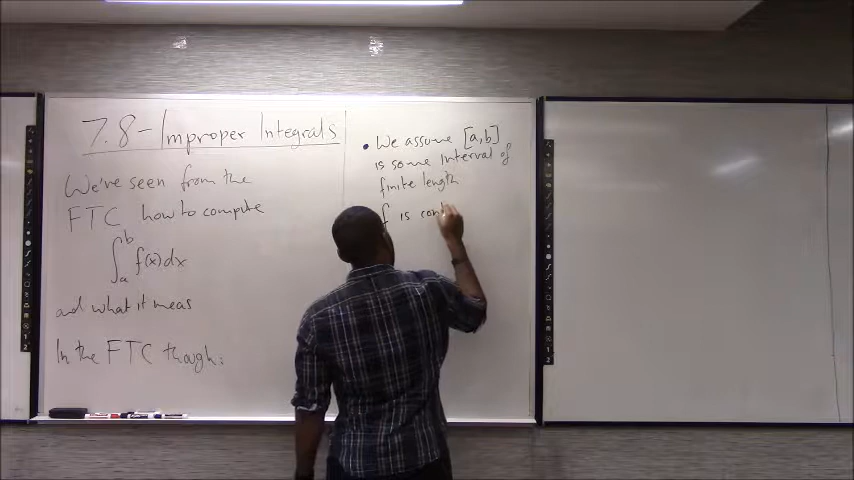 7.8 - Improper Integrals
We've seen from the
FTC how to compute
∫_a^b f(x)dx
and what it meas
In the FTC though:
• We assume [a,b]
is some interval of
finite length
f is con